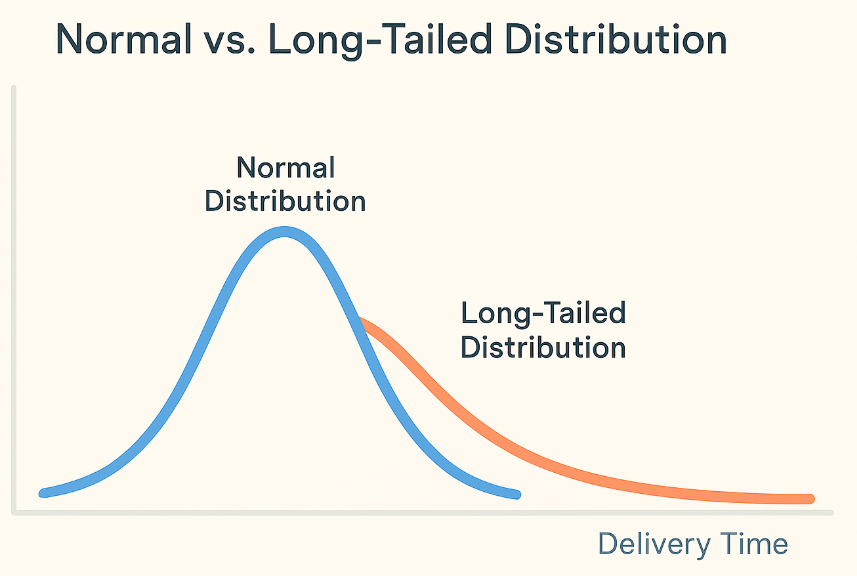 Normal vs. Long-Tailed Distribution
Normal
Distribution
Long-Tailed
Distribution
Delivery Time